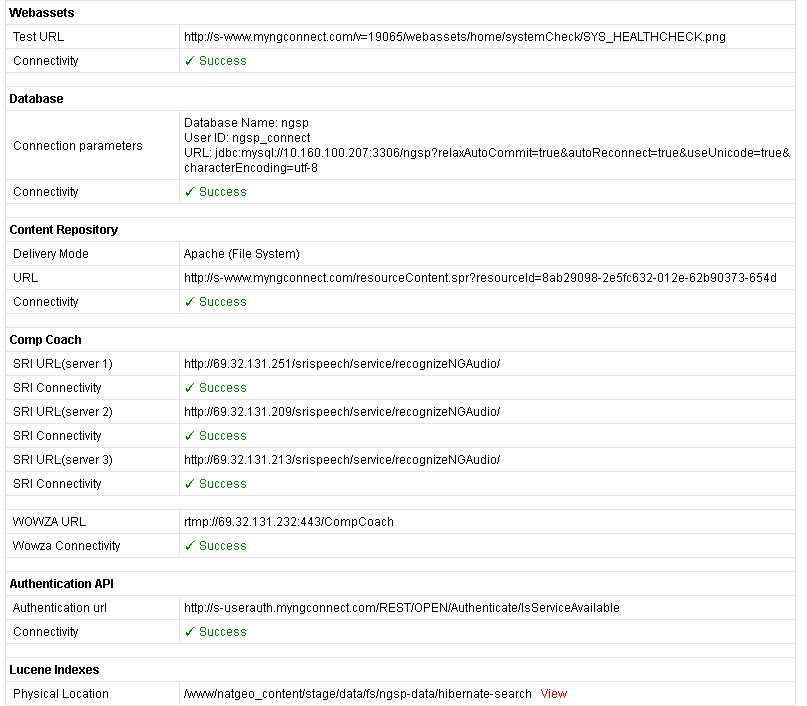 Webassets
Test URL http://s-www.myngconnect.com/v=19065/webassets/home/systemCheck/SYS_HEALTHCHECK.png
Connectivity ✓ Success
Database
Connection parameters
Database Name: ngsp
User ID: ngsp_connect
URL: jdbc:mysql://10.160.100.207:3306/ngsp?relaxAutoCommit=true&autoReconnect=true&useUnicode=true&
characterEncoding=utf-8
Connectivity ✓ Success
Content Repository
Delivery Mode Apache (File System)
URL http://s-www.myngconnect.com/resourceContent.spr?resourceId=8ab29098-2e5fc632-012e-62b90373-654d
Connectivity ✓ Success
Comp Coach
SRI URL(server 1) http://69.32.131.251/srispeech/service/recognizeNGAudio/
SRI Connectivity ✓ Success
SRI URL(server 2) http://69.32.131.209/srispeech/service/recognizeNGAudio/
SRI Connectivity ✓ Success
SRI URL(server 3) http://69.32.131.213/srispeech/service/recognizeNGAudio/
SRI Connectivity ✓ Success
WOWZA URL rtmp://69.32.131.232:443/CompCoach
Wowza Connectivity ✓ Success
Authentication API
Authentication url http://s-userauth.myngconnect.com/REST/OPEN/Authenticate/IsServiceAvailable
Connectivity ✓ Success
Lucene Indexes
Physical Location /www/natgeo_content/stage/data/fs/ngsp-data/hibernate-search View